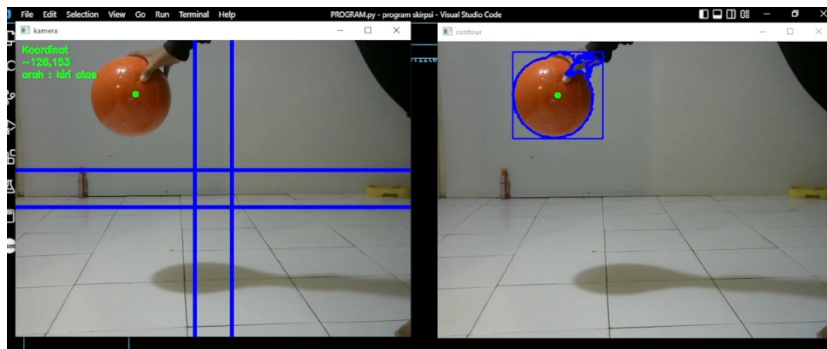 File Edit Selection View Go Run Terminal Help PROGRAM.py - program skirpsi - Visual Studio Code
kamera
contour
Koordinat
-126,153
arah : kiri atas